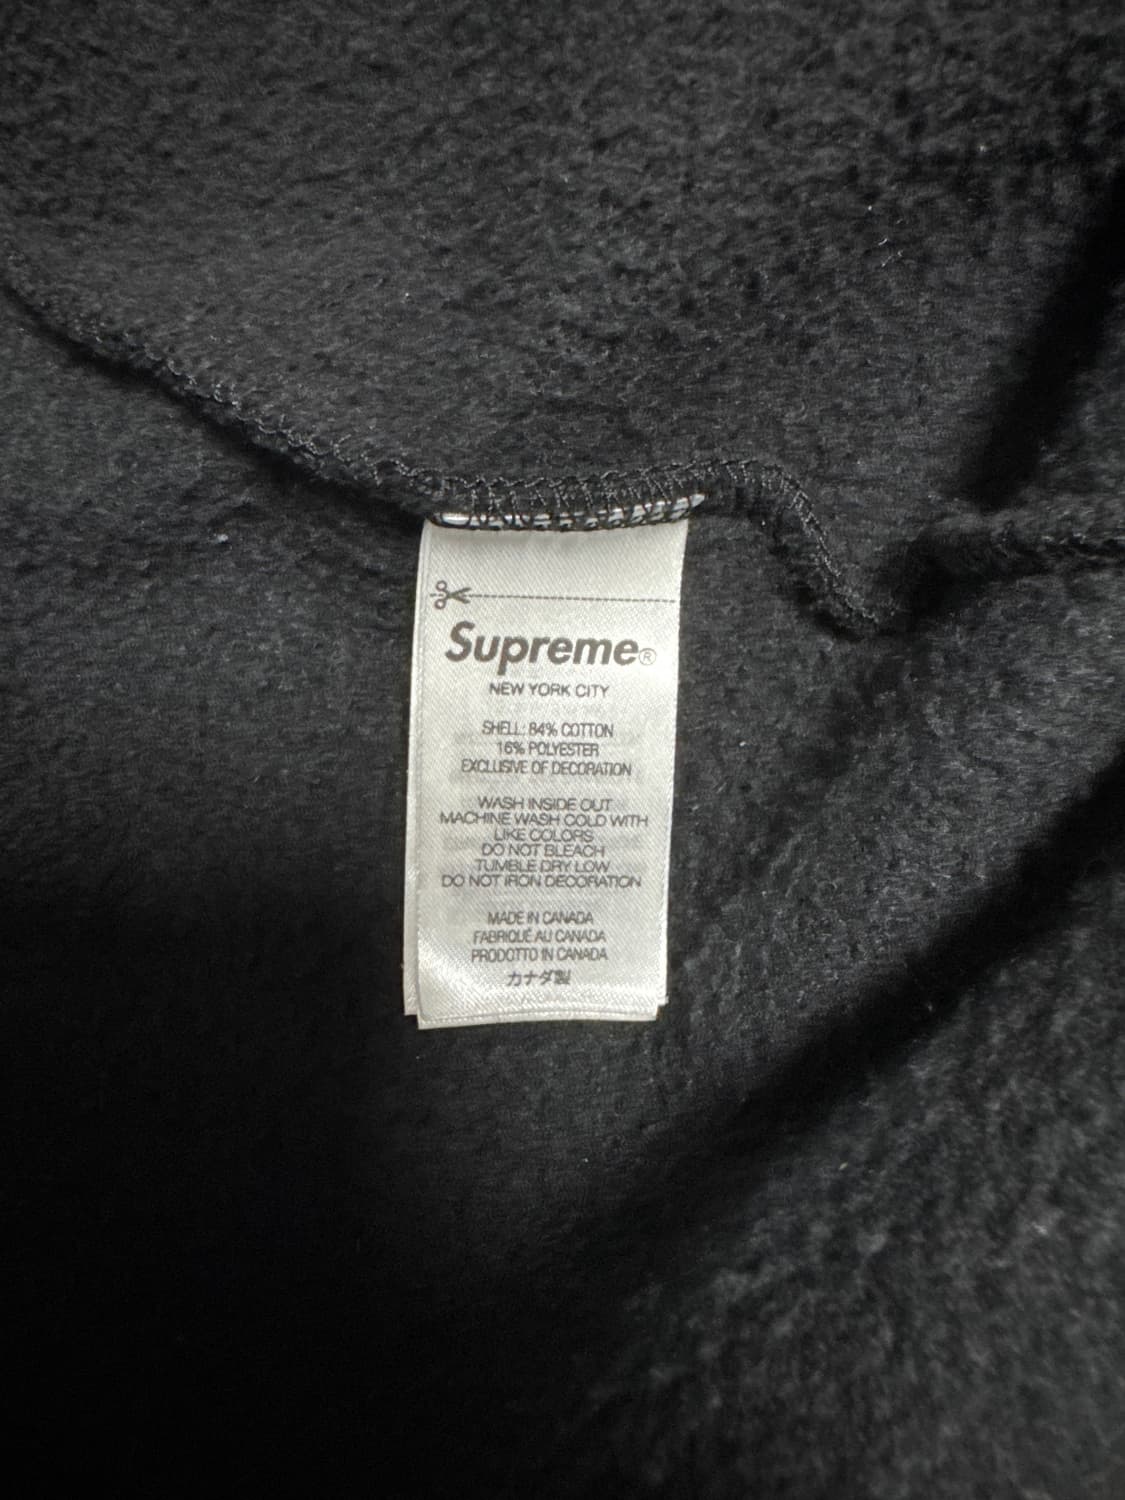 Supreme®
NEW YORK CITY
SHELL: 84% COTTON
16% POLYESTER
EXCLUSIVE OF DECORATION
WASH INSIDE OUT
MACHINE WASH COLD WITH
LIKE COLORS
DO NOT BLEACH
TUMBLE DRY LOW
DO NOT IRON DECORATION
MADE IN CANADA
FABRIQUÉ AU CANADA
PRODOTTO IN CANADA
カナダ製